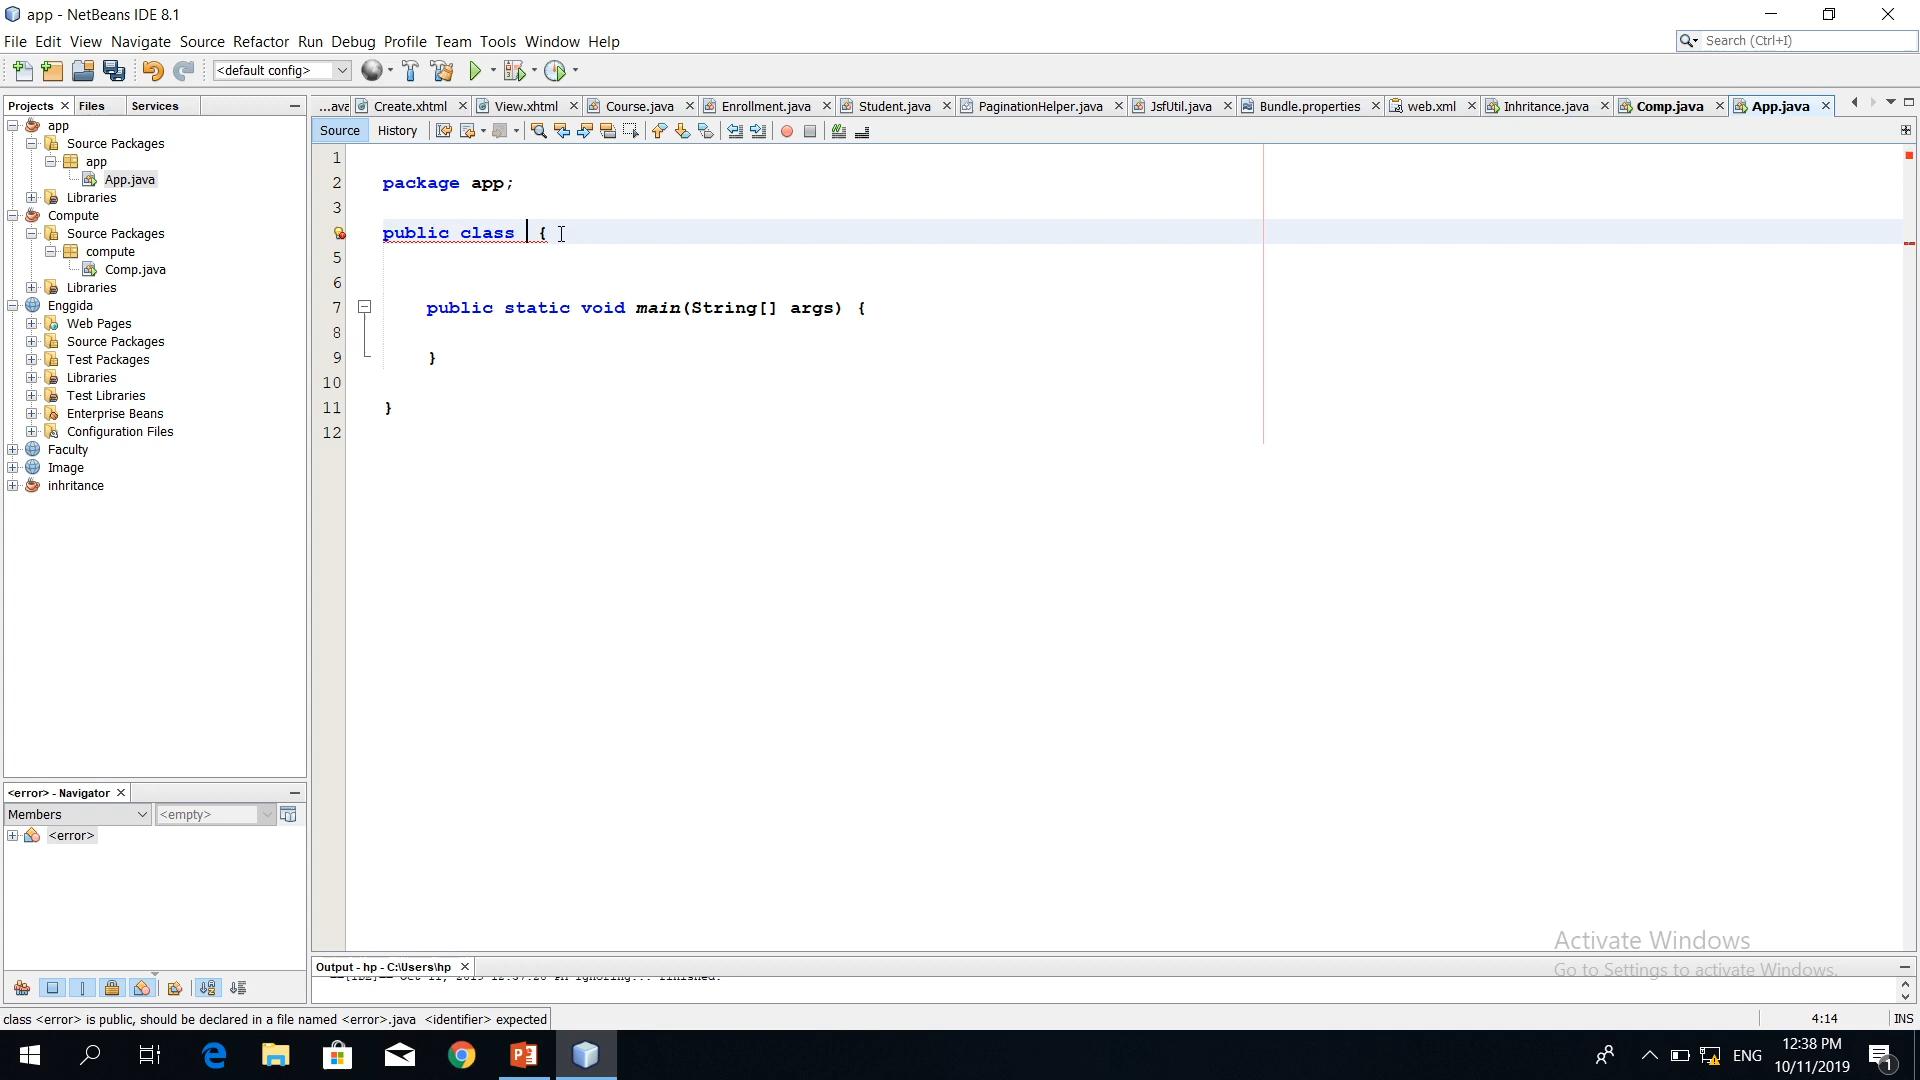 app - NetBeans IDE 8.1
File Edit View Navigate Source Refactor Run Debug Profile Team Tools Window Help
Search (Ctrl+I)
<default config>
Projects Files Services
...ava Create.xhtml View.xhtml Course.java Enrollment.java Student.java PaginationHelper.java JsfUtil.java Bundle.properties web.xml Inhritance.java Comp.java App.java
Source History
app
Source Packages
app
App.java
Libraries
Compute
Source Packages
compute
Comp.java
Libraries
Enggida
Web Pages
Source Packages
Test Packages
Libraries
Test Libraries
Enterprise Beans
Configuration Files
Faculty
Image
inhritance
1
2 package app;
3
public class {
5
6
7 public static void main(String[] args) {
8
9 }
10
11 }
12
<error> - Navigator
Members <empty>
<error>
Activate Windows
Go to Settings to activate Windows.
Output - hp - C:\Users\hp
class <error> is public, should be declared in a file named <error>.java <identifier> expected
4:14 INS
ENG
12:38 PM
10/11/2019
1